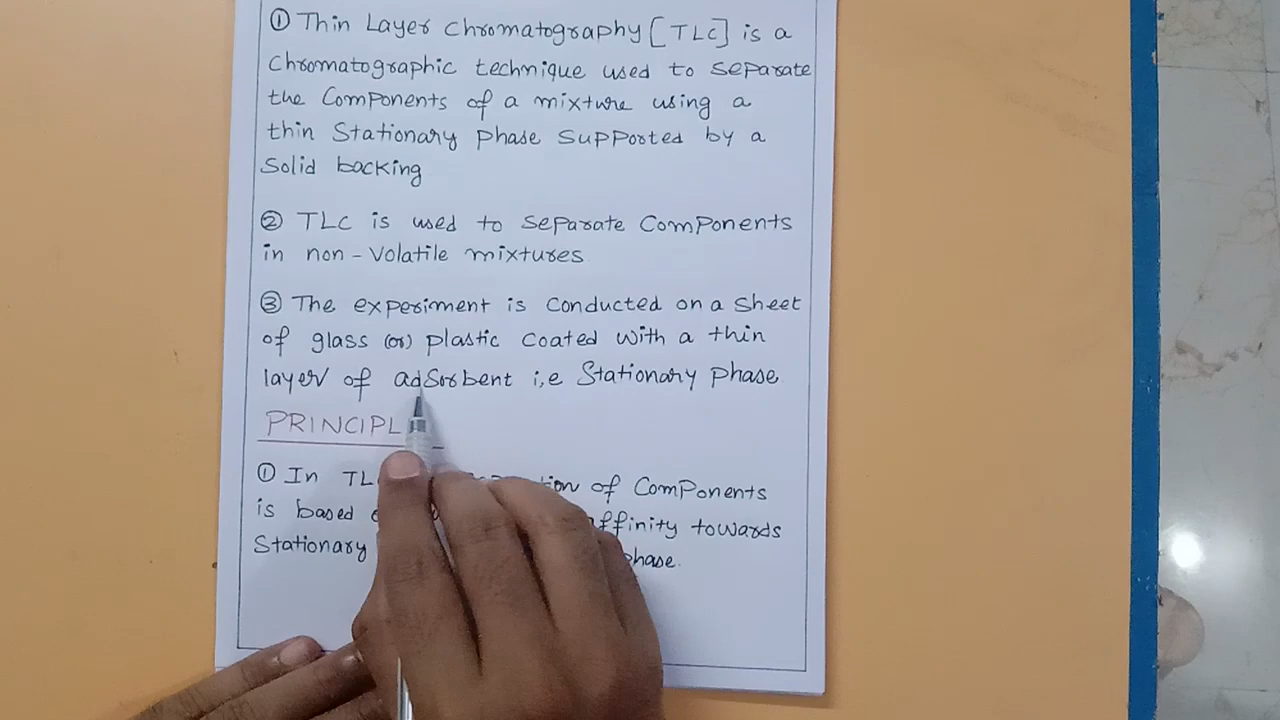 ① Thin Layer Chromatography [TLC] is a
Chromatographic technique used to separate
the Components of a mixture using a
thin Stationary phase supported by a
Solid backing
② TLC is used to separate Components
in non-volatile mixtures
③ The experiment is conducted on a sheet
of glass (or) plastic coated with a thin
layer of adsorbent i,e Stationary phase
PRINCIPL
① In TL of Components
is based affinity towards
Stationary phase.